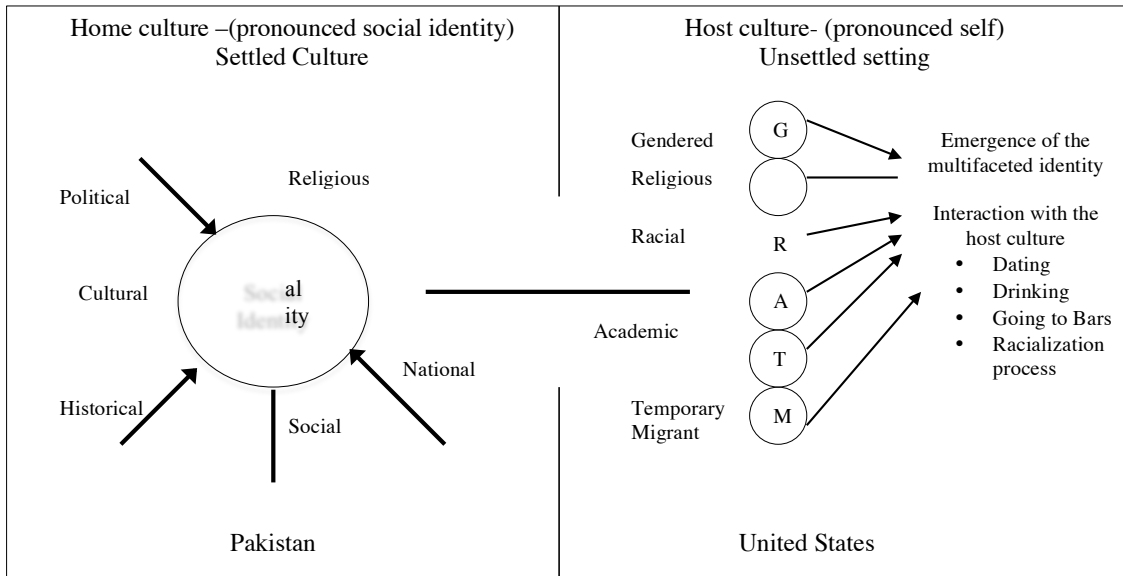 Home culture –(pronounced social identity)
Settled Culture
Political
Religious
Cultural
Social
Identity
al
ity
Historical
Social
National
Pakistan
Host culture- (pronounced self)
Unsettled setting
Gendered
G
Religious
Racial
R
Academic
A
T
Temporary
Migrant
M
Emergence of the
multifaceted identity
Interaction with the
host culture
• Dating
• Drinking
• Going to Bars
• Racialization
process
United States